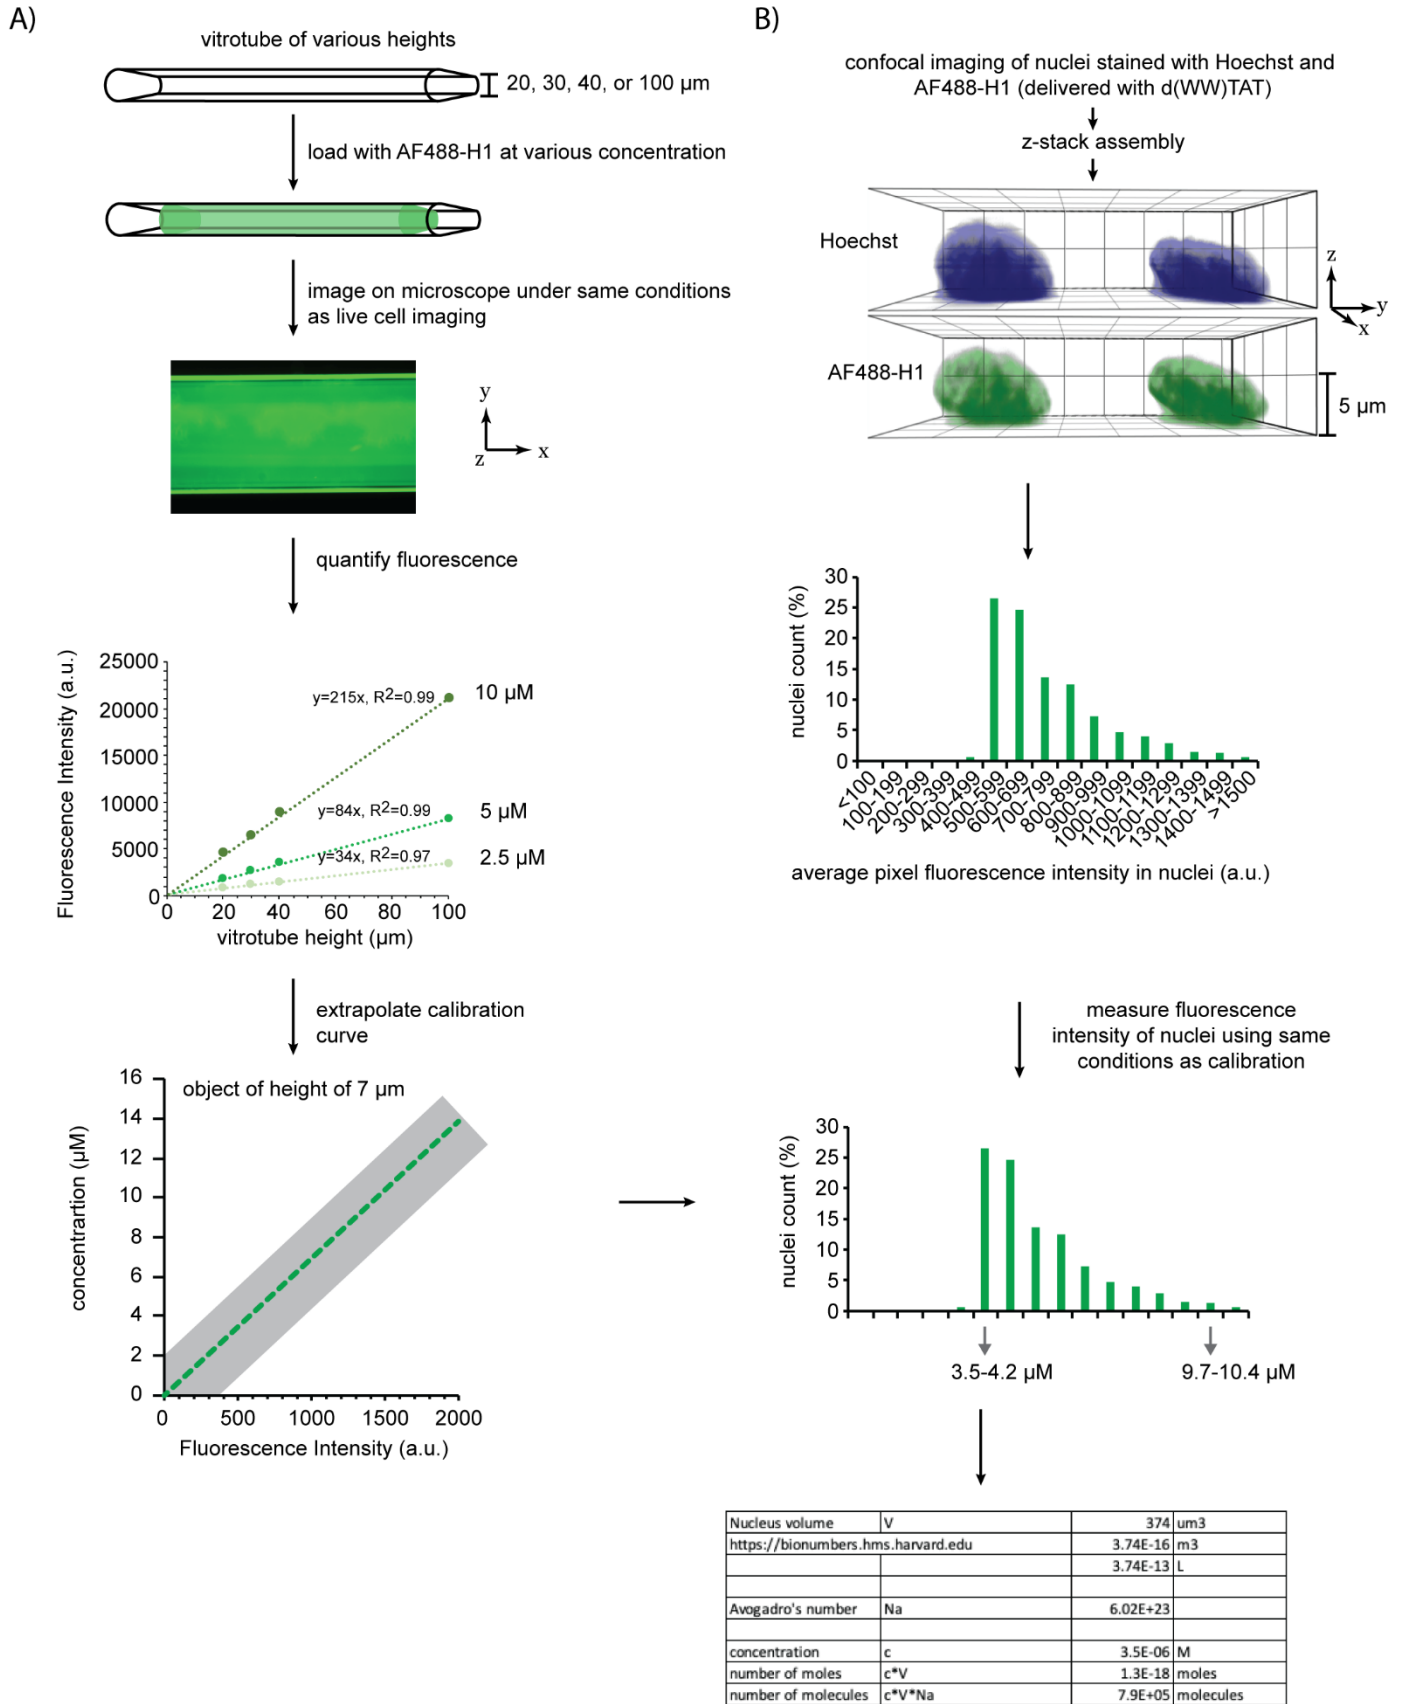 A)
vitrotube of various heights
20, 30, 40, or 100 µm
load with AF488-H1 at various concentration
image on microscope under same conditions
as live cell imaging
y
z
x
quantify fluorescence
Fluorescence Intensity (a.u.)
25000
20000
15000
10000
5000
0
y=215x, R2=0.99
10 µM
y=84x, R2=0.99
5 µM
y=34x, R2=0.97
2.5 µM
0
20
40
60
80
100
vitrotube height (µm)
extrapolate calibration
curve
object of height of 7 µm
concentrartion (µM)
16
14
12
10
8
6
4
2
0
0
500
1000
1500
2000
Fluorescence Intensity (a.u.)
B)
confocal imaging of nuclei stained with Hoechst and
AF488-H1 (delivered with d(WW)TAT)
z-stack assembly
Hoechst
z
y
x
AF488-H1
5 µm
nuclei count (%)
30
25
20
15
10
5
0
<100
100-199
200-299
300-399
400-499
500-599
600-699
700-799
800-899
900-999
1000-1099
1100-1199
1200-1299
1300-1399
1400-1499
>1500
average pixel fluorescence intensity in nuclei (a.u.)
measure fluorescence
intensity of nuclei using same
conditions as calibration
nuclei count (%)
30
25
20
15
10
5
0
3.5-4.2 µM
9.7-10.4 µM
Nucleus volume V 374 um3
https://bionumbers.hms.harvard.edu 3.74E-16 m3
3.74E-13 L
Avogadro's number Na 6.02E+23
concentration c 3.5E-06 M
number of moles c*V 1.3E-18 moles
number of molecules c*V*Na 7.9E+05 molecules